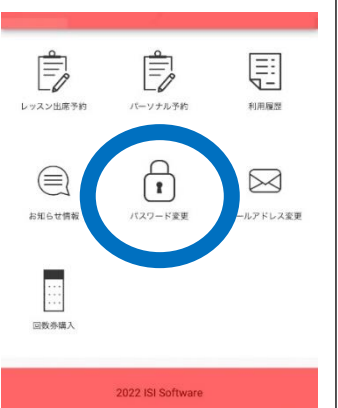 レッスン出席予約
パーソナル予約
利用履歴
お知らせ情報
パスワード変更
ールアドレス変更
回数券購入
2022 ISI Software